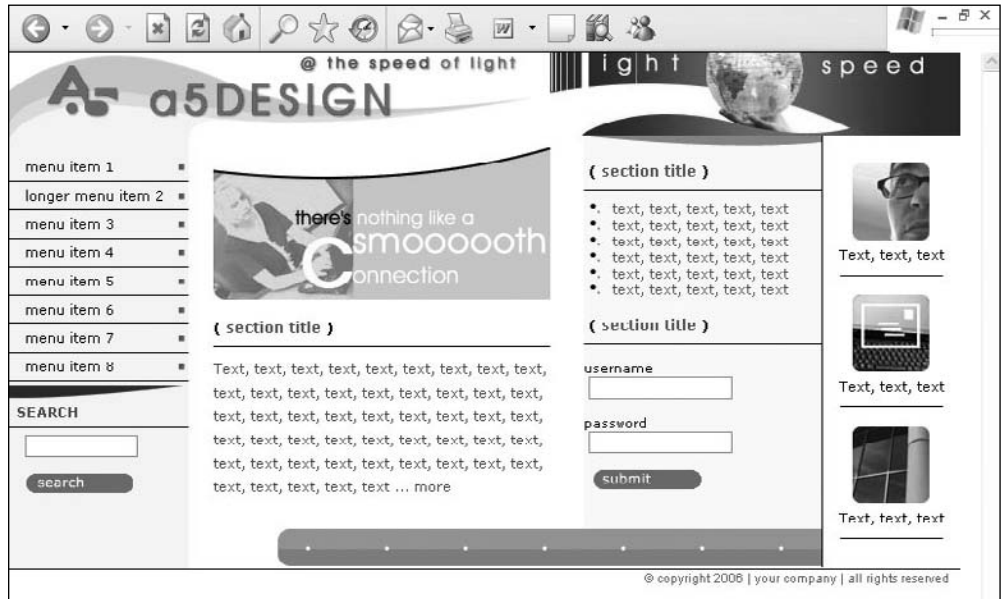 @ the speed of light
a5DESIGN
light
speed
menu item 1
longer menu item 2
menu item 3
menu item 4
menu item 5
menu item 6
menu item 7
menu item 8
SEARCH
search
there's nothing like a
smoooooth
connection
( section title )
Text, text, text, text, text, text, text, text, text,
text, text, text, text, text, text, text, text, text,
text, text, text, text, text, text, text, text, text,
text, text, text, text, text, text, text, text, text,
text, text, text, text, text, text, text, text, text,
text, text, text, text, text ... more
( section title )
text, text, text, text, text
text, text, text, text, text
text, text, text, text, text
text, text, text, text, text
text, text, text, text, text
text, text, text, text, text
( section title )
username
password
submit
Text, text, text
Text, text, text
Text, text, text
© copyright 2006 | your company | all rights reserved